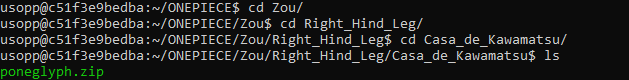 usopp@c51f3e9bedba:~/ONEPIECE$ cd Zou/
usopp@c51f3e9bedba:~/ONEPIECE/Zou$ cd Right_Hind_Leg/
usopp@c51f3e9bedba:~/ONEPIECE/Zou/Right_Hind_Leg$ cd Casa_de_Kawamatsu/
usopp@c51f3e9bedba:~/ONEPIECE/Zou/Right_Hind_Leg/Casa_de_Kawamatsu$ ls
poneglyph.zip